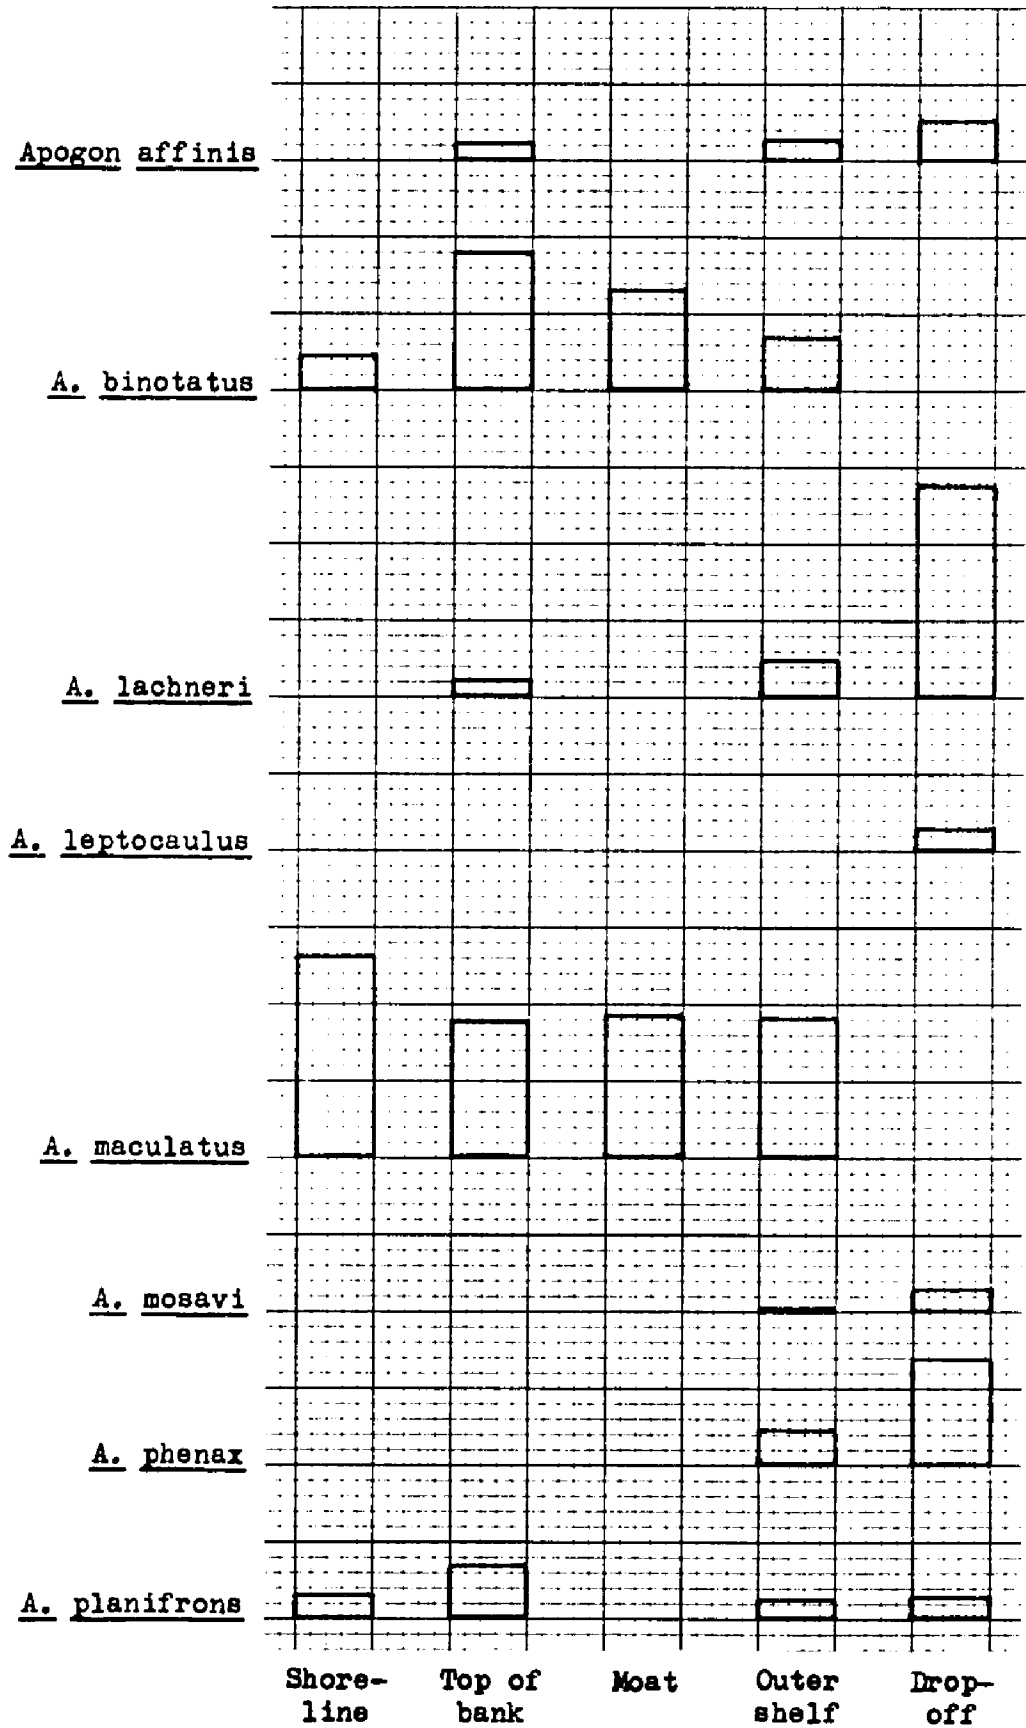 Apogon affinis
A. binotatus
A. lachneri
A. leptocaulus
A. maculatus
A. mosavi
A. phenax
A. planifrons
Shore-
line
Top of
bank
Moat
Outer
shelf
Drop-
off